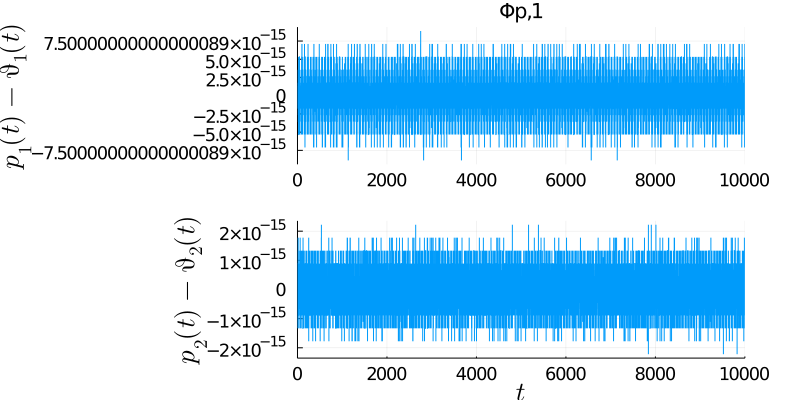 Φp,1
p₁(t) − ϑ₁(t)
7.500000000000000089×10⁻¹⁵
5.0×10⁻¹⁵
2.5×10⁻¹⁵
0
−2.5×10⁻¹⁵
−5.0×10⁻¹⁵
−7.500000000000000089×10⁻¹⁵
0 2000 4000 6000 8000 10000
p₂(t) − ϑ₂(t)
2×10⁻¹⁵
1×10⁻¹⁵
0
−1×10⁻¹⁵
−2×10⁻¹⁵
0 2000 4000 6000 8000 10000
t